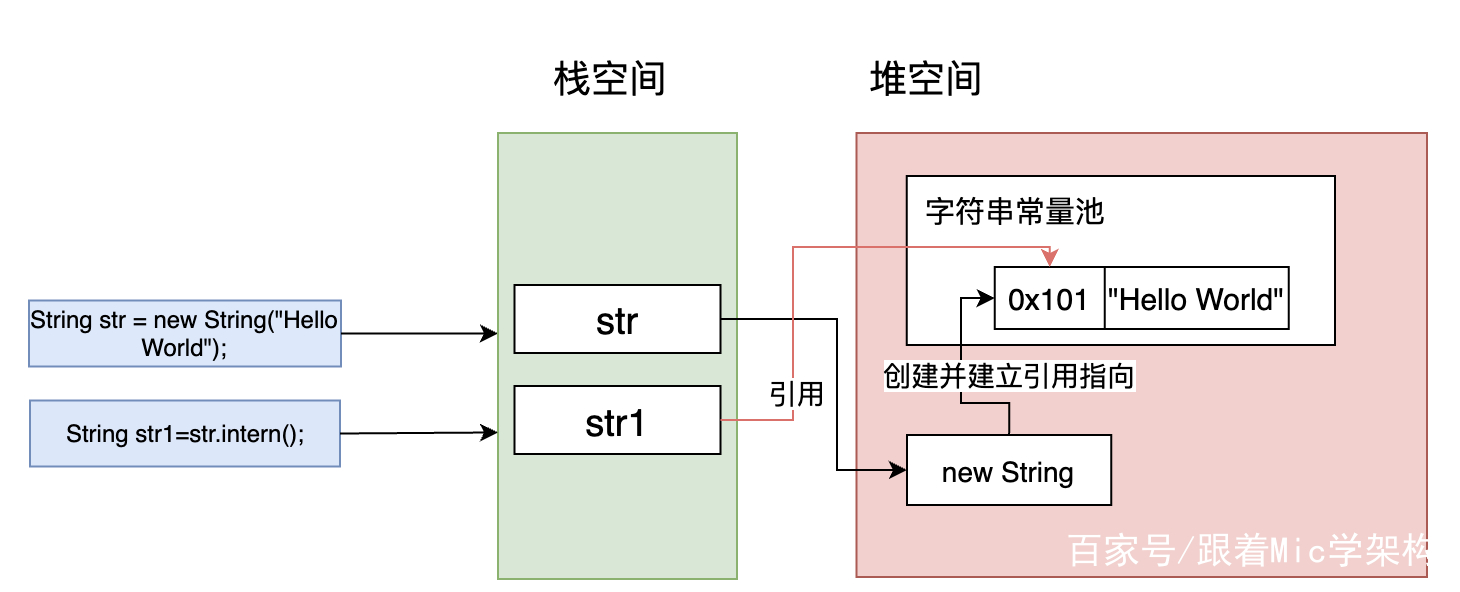 栈空间
堆空间
字符串常量池
0x101
"Hello World"
String str = new String("Hello
World");
str
创建并建立引用指向
引用
String str1=str.intern();
str1
new String
百家号/跟着Mic学架构